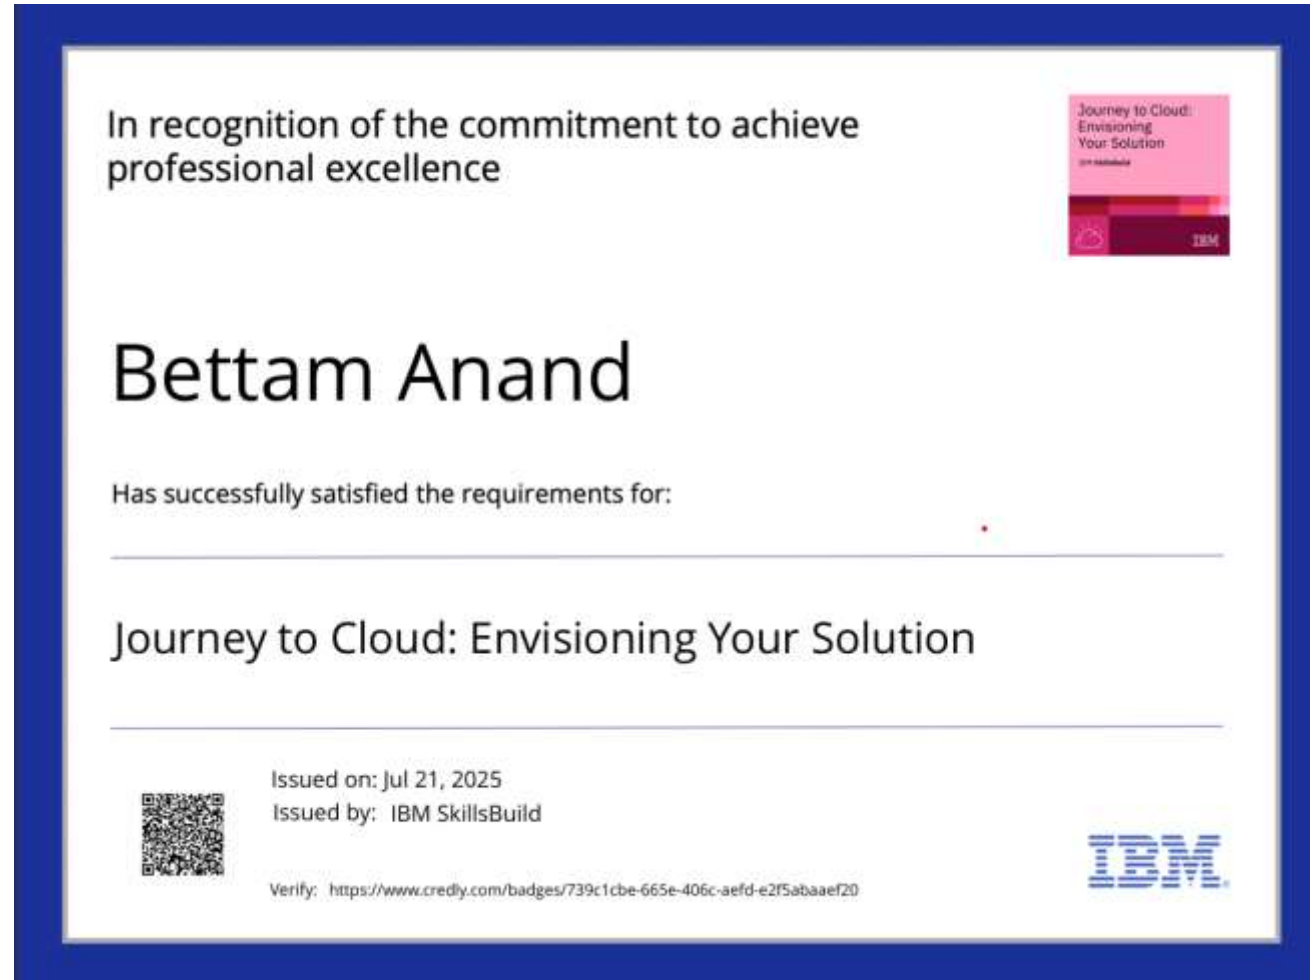 In recognition of the commitment to achieve
professional excellence
Journey to Cloud:
Envisioning
Your Solution
IBM SkillsBuild
IBM
Bettam Anand
Has successfully satisfied the requirements for:
Journey to Cloud: Envisioning Your Solution
Issued on: Jul 21, 2025
Issued by: IBM SkillsBuild
Verify: https://www.credly.com/badges/739c1cbe-665e-406c-aefd-e2f5abaaef20
IBM.